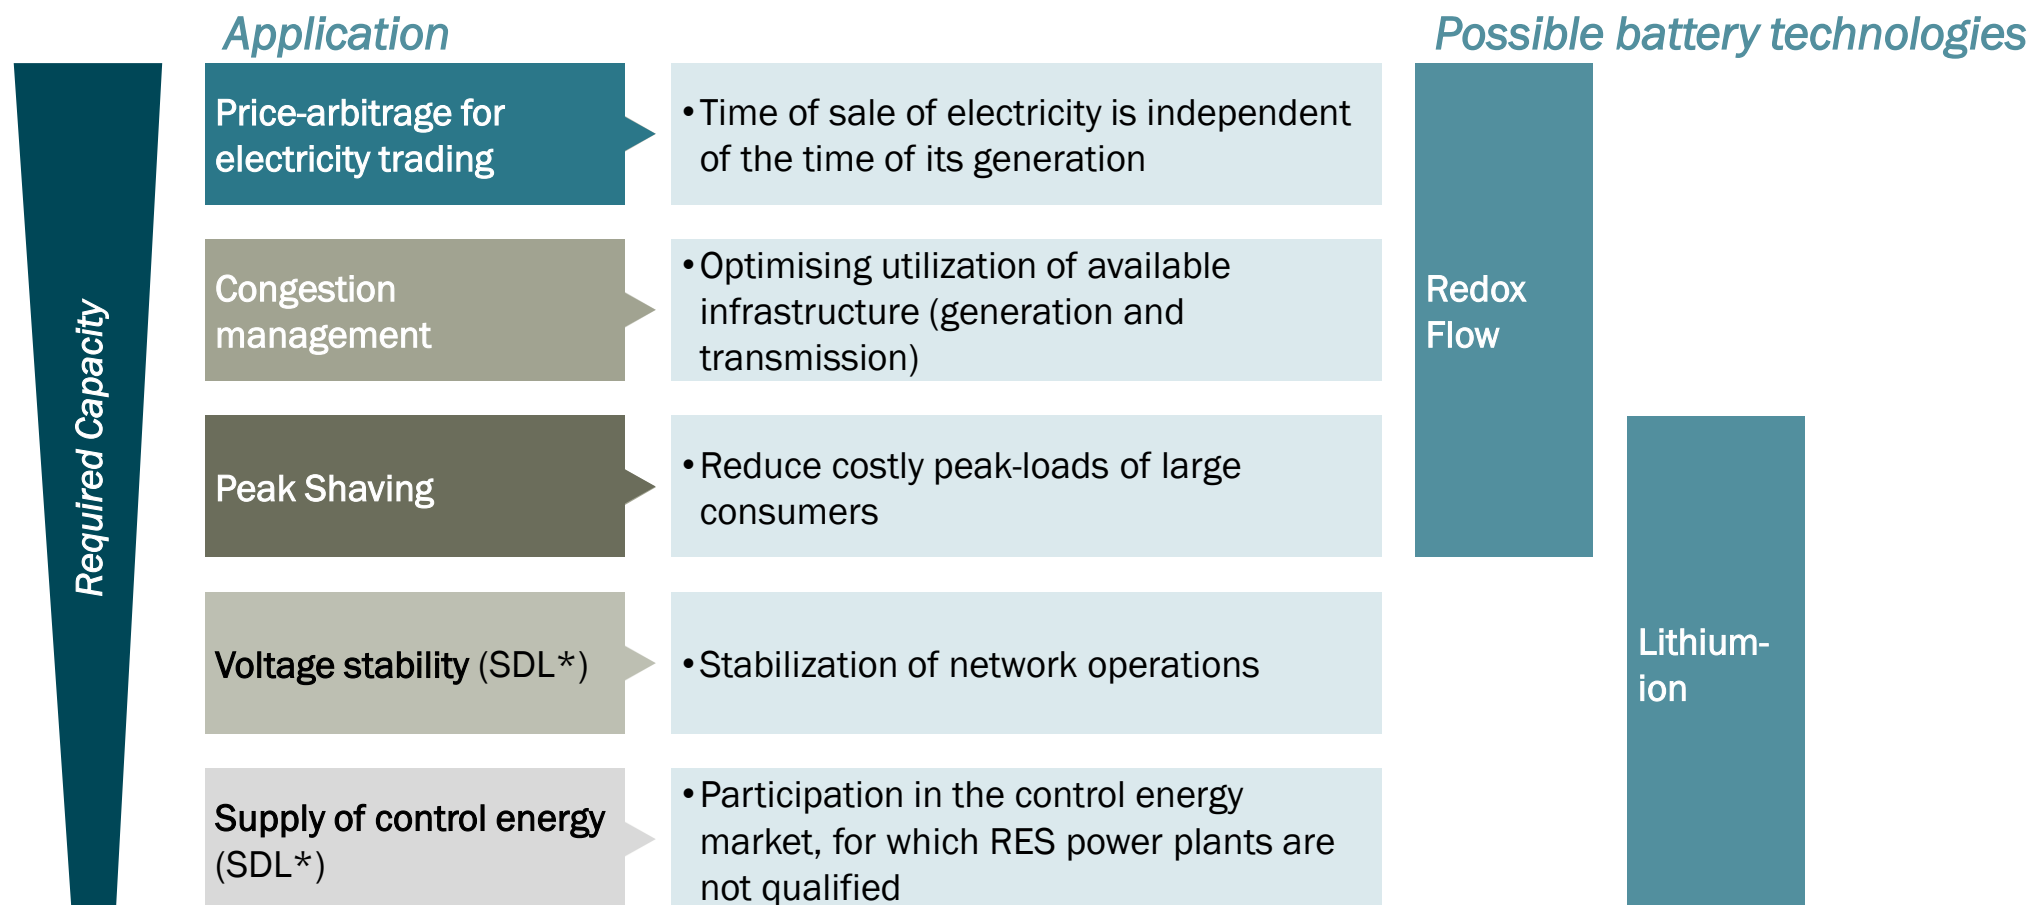 Application
Possible battery technologies
Required Capacity
Price-arbitrage for
electricity trading
•Time of sale of electricity is independent
of the time of its generation
Congestion
management
•Optimising utilization of available
infrastructure (generation and
transmission)
Redox
Flow
Peak Shaving
•Reduce costly peak-loads of large
consumers
Voltage stability (SDL*)
•Stabilization of network operations
Lithium-
ion
Supply of control energy
(SDL*)
•Participation in the control energy
market, for which RES power plants are
not qualified